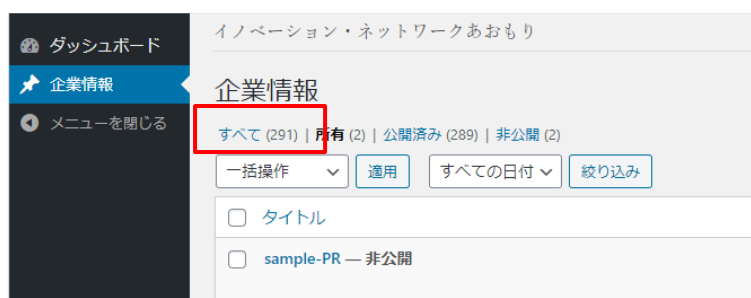 ダッシュボード
企業情報
メニューを閉じる
イノベーション・ネットワークあおもり
企業情報
すべて (291) | 所有 (2) | 公開済み (289) | 非公開 (2)
一括操作 適用 すべての日付 絞り込み
タイトル
sample-PR — 非公開